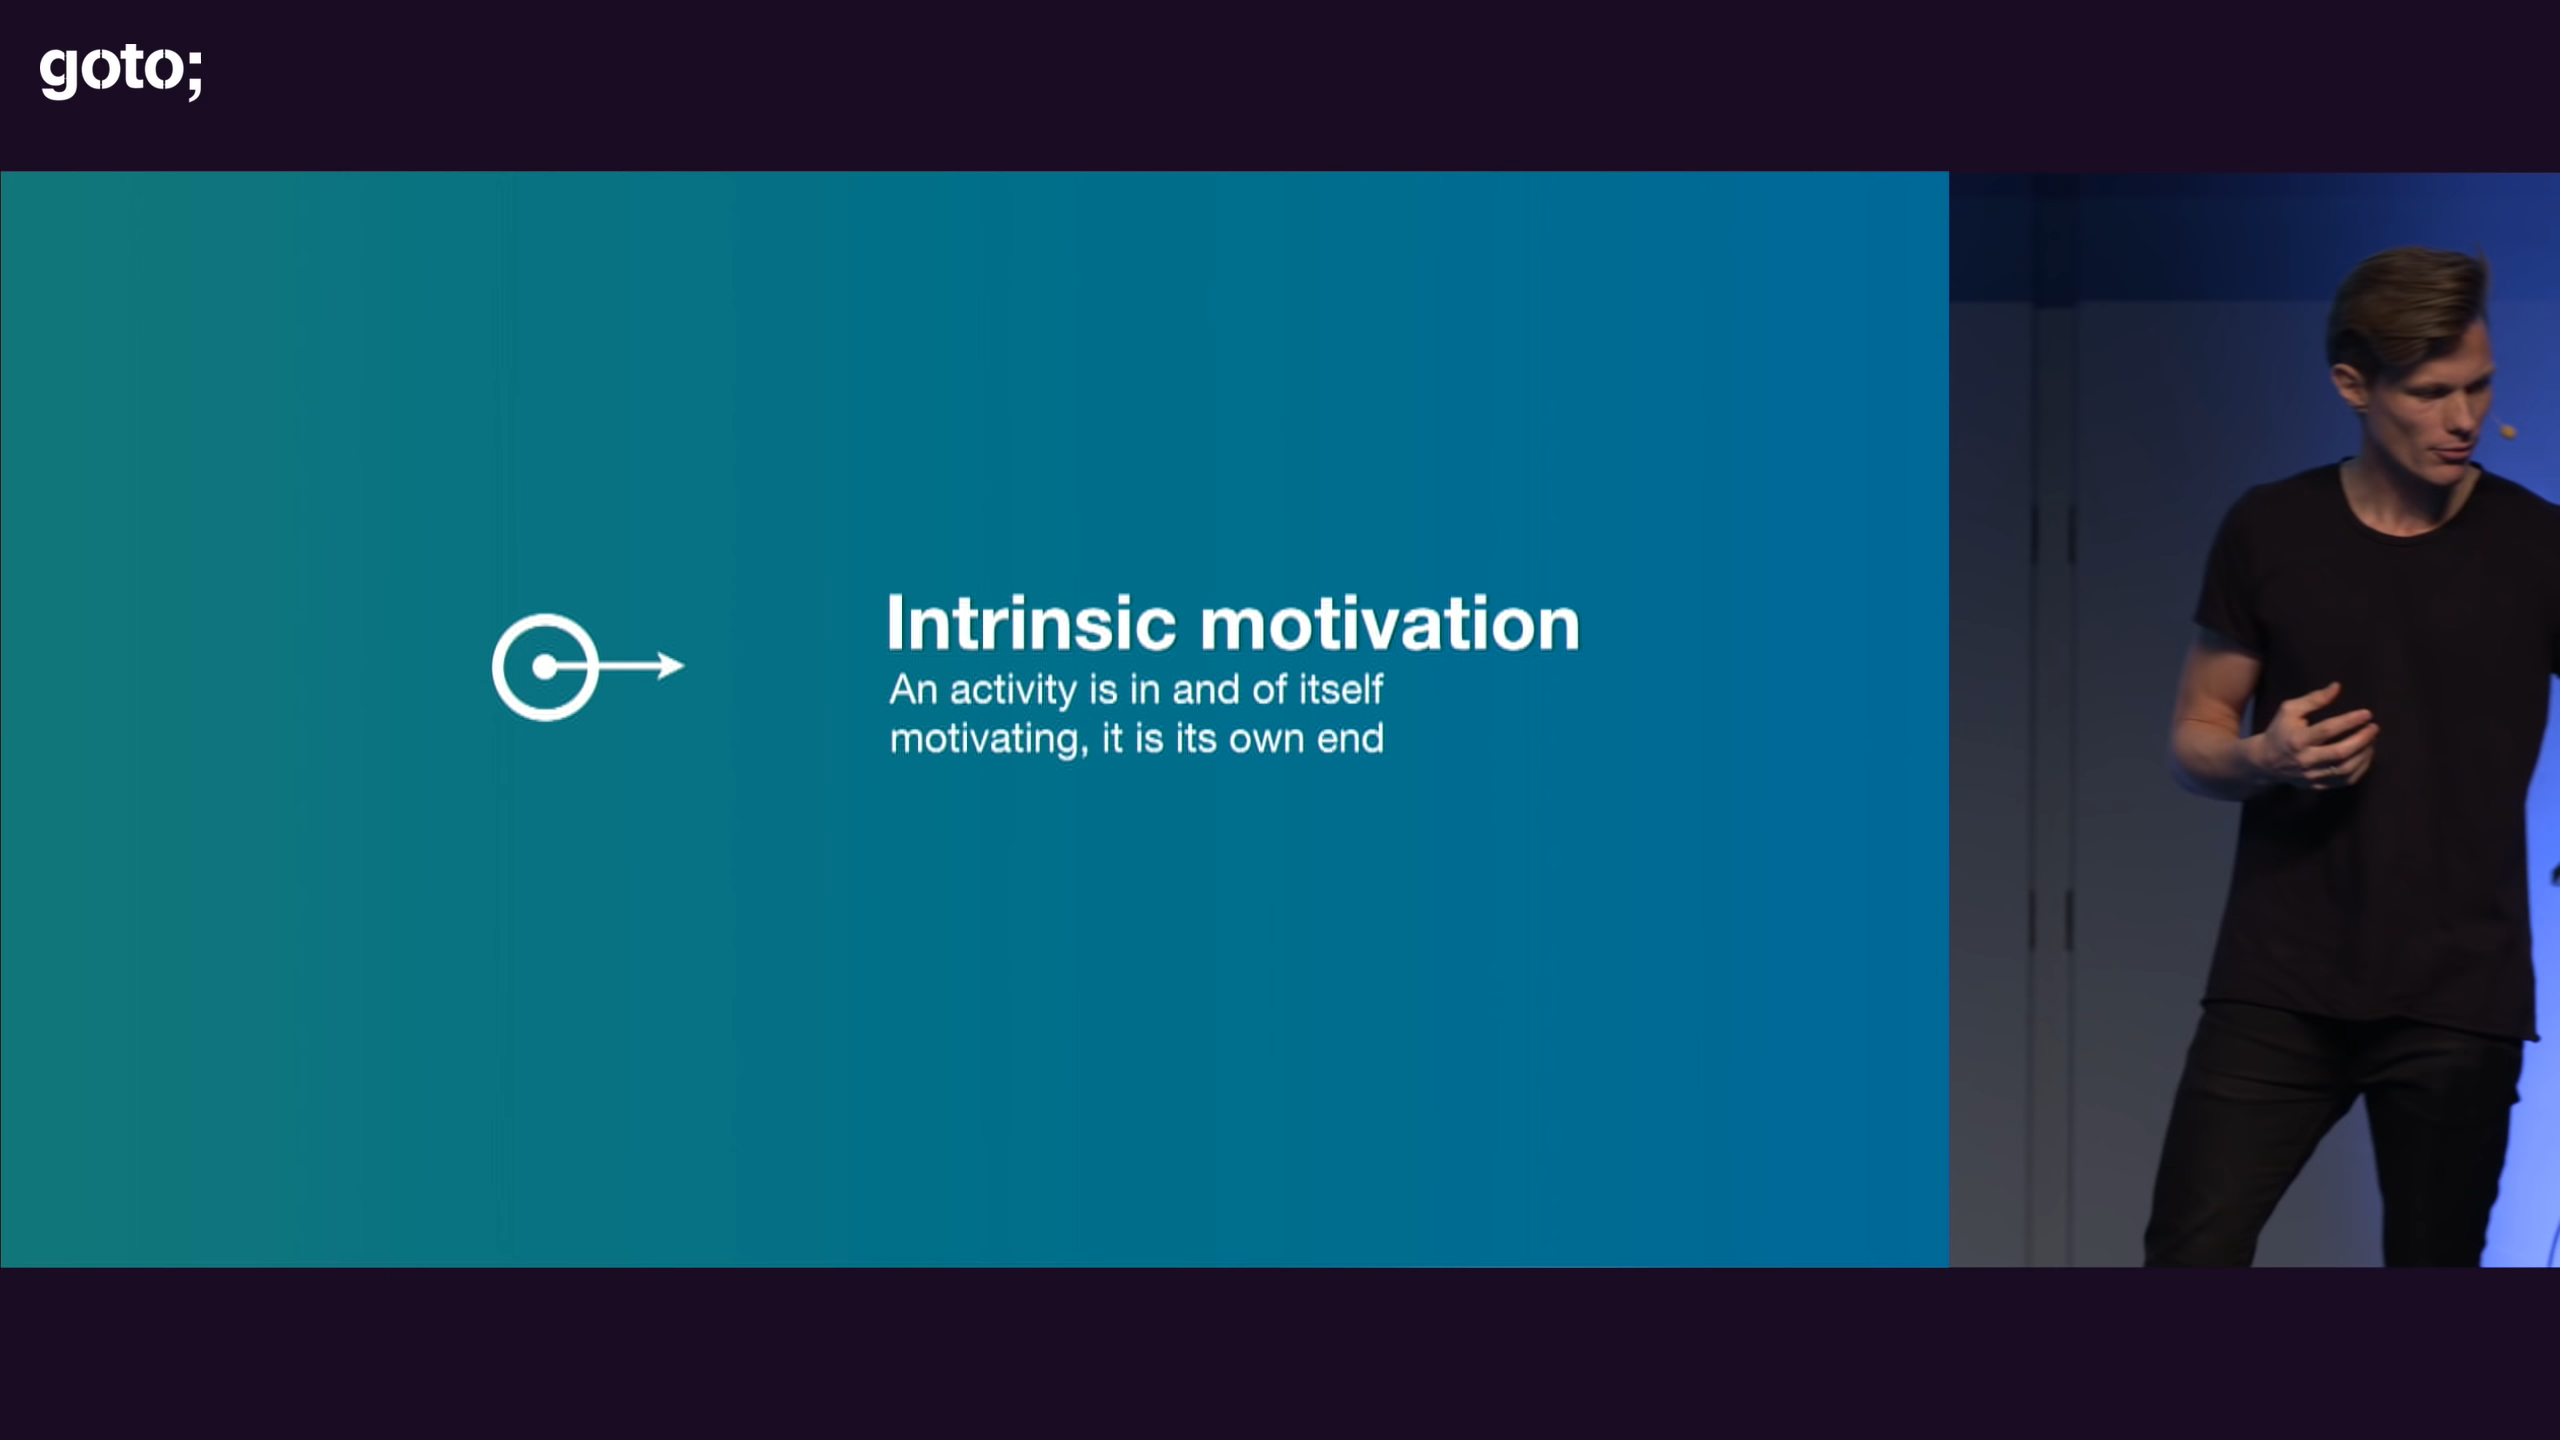 goto;
Intrinsic motivation
An activity is in and of itself
motivating, it is its own end